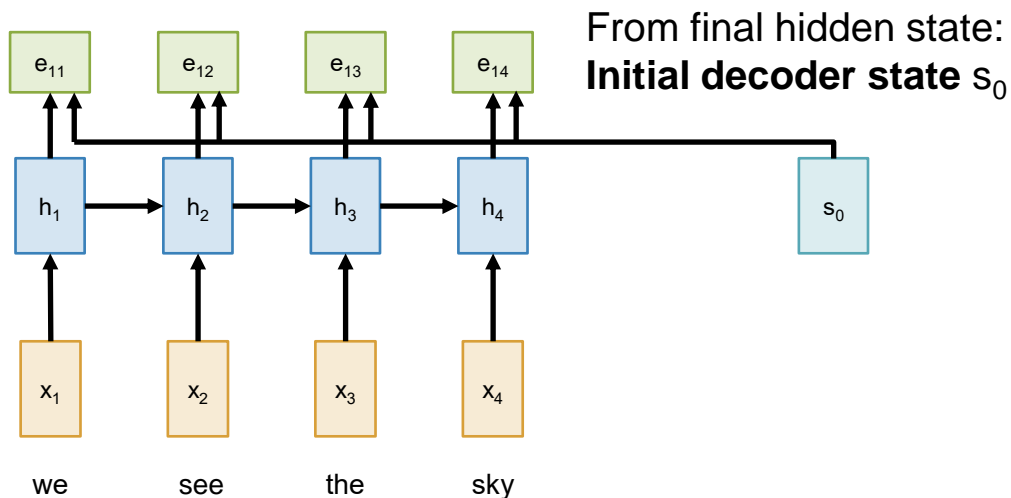 From final hidden state:
Initial decoder state s₀
e₁₁ e₁₂ e₁₃ e₁₄
h₁ h₂ h₃ h₄ s₀
x₁ x₂ x₃ x₄
we see the sky